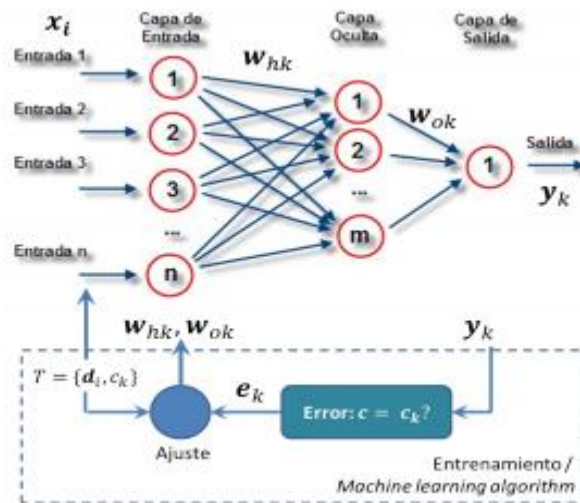 x_i
Capa de
Entrada
Capa
Oculta
Capa de
Salida
w_hk
w_ok
Entrada 1
Entrada 2
Entrada 3
Entrada n
1
2
3
...
n
1
2
...
m
1
Salida
y_k
w_hk, w_ok
y_k
T = {d_i, c_k}
e_k
Error: c = c_k?
Ajuste
Entrenamiento /
Machine learning algorithm